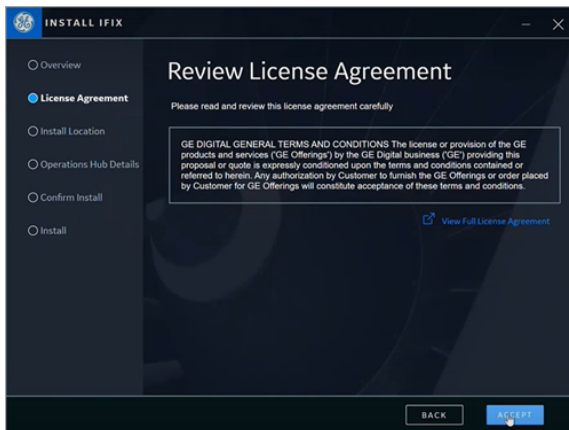 INSTALL IFIX
Overview
License Agreement
Install Location
Operations Hub Details
Confirm Install
Install
Review License Agreement
Please read and review this license agreement carefully
GE DIGITAL GENERAL TERMS AND CONDITIONS The license or provision of the GE
products and services ('GE Offerings') by the GE Digital business ('GE') providing this
proposal or quote is expressly conditioned upon the terms and conditions contained or
referred to herein. Any authorization by Customer to furnish the GE Offerings or order placed
by Customer for GE Offerings will constitute acceptance of these terms and conditions.
View Full License Agreement
BACK
ACCEPT